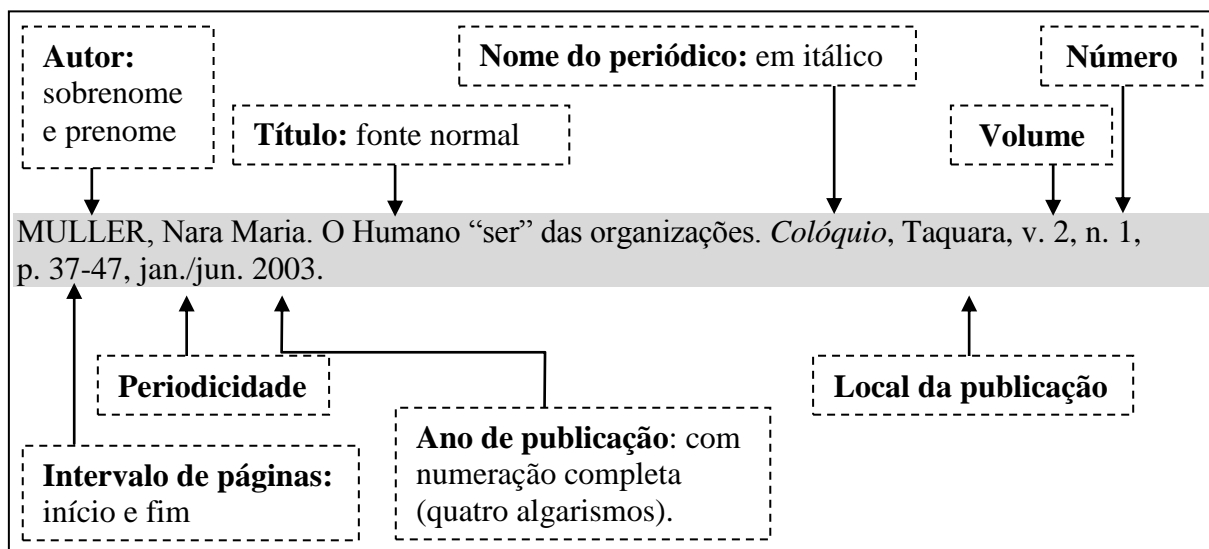 Autor:
sobrenome
e prenome
Nome do periódico: em itálico
Número
Título: fonte normal
Volume
MULLER, Nara Maria. O Humano “ser” das organizações. Colóquio, Taquara, v. 2, n. 1,
p. 37-47, jan./jun. 2003.
Periodicidade
Local da publicação
Intervalo de páginas:
início e fim
Ano de publicação: com
numeração completa
(quatro algarismos).